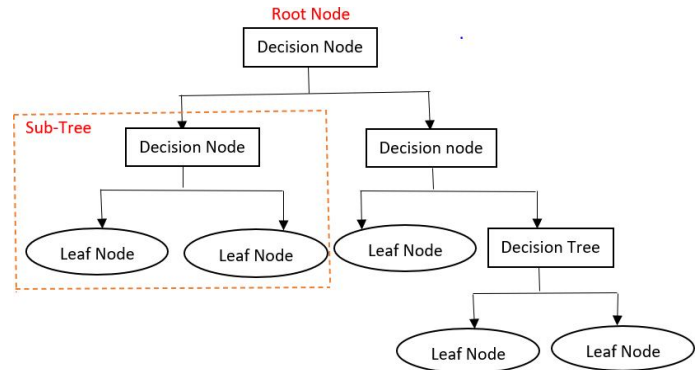 Root Node
Decision Node
Sub-Tree
Decision Node
Decision node
Leaf Node
Leaf Node
Leaf Node
Decision Tree
Leaf Node
Leaf Node